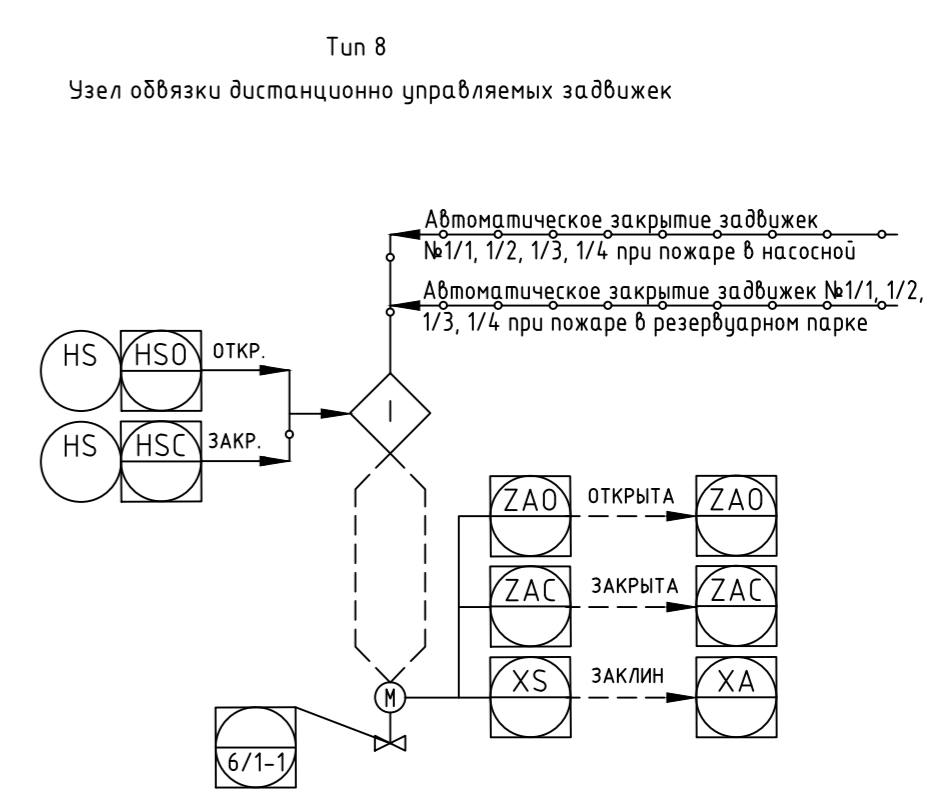 Тип 8
Узел обвязки дистанционно управляемых задвижек
Автоматическое закрытие задвижек
№1/1, 1/2, 1/3, 1/4 при пожаре в насосной
Автоматическое закрытие задвижек №1/1, 1/2,
1/3, 1/4 при пожаре в резервуарном парке
HS HSO ОТКР.
I
HS HSC ЗАКР.
ZAO ОТКРЫТА ZAO
ZAC ЗАКРЫТА ZAC
XS ЗАКЛИН XA
M
6/1-1